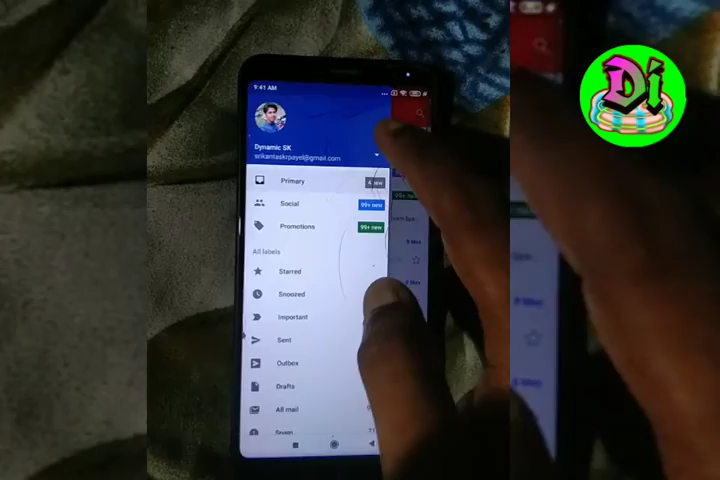 Di
9:41 AM
Dynamic SK
srikantaskrpayel@gmail.com
Primary
4 new
Social
99+ new
Promotions
99+ new
All labels
Starred
Snoozed
Important
Sent
Outbox
Drafts
All mail
Spam